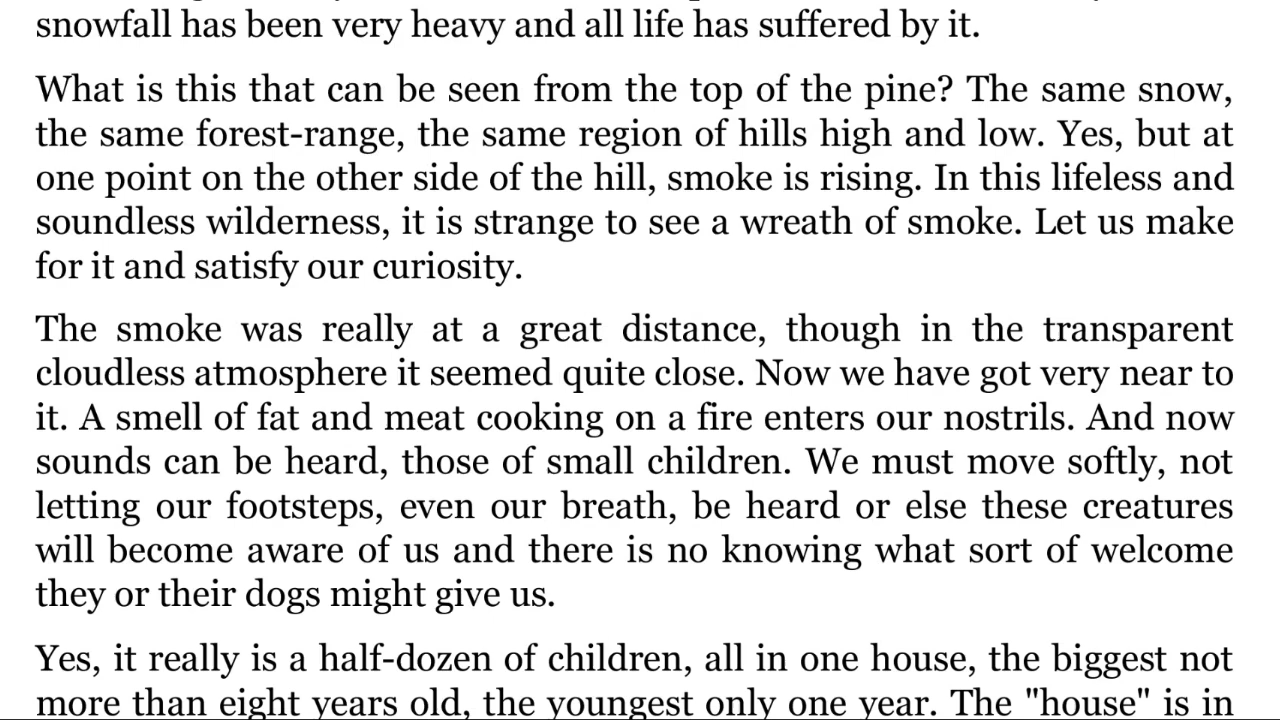 snowfall has been very heavy and all life has suffered by it.
What is this that can be seen from the top of the pine? The same snow,
the same forest-range, the same region of hills high and low. Yes, but at
one point on the other side of the hill, smoke is rising. In this lifeless and
soundless wilderness, it is strange to see a wreath of smoke. Let us make
for it and satisfy our curiosity.
The smoke was really at a great distance, though in the transparent
cloudless atmosphere it seemed quite close. Now we have got very near to
it. A smell of fat and meat cooking on a fire enters our nostrils. And now
sounds can be heard, those of small children. We must move softly, not
letting our footsteps, even our breath, be heard or else these creatures
will become aware of us and there is no knowing what sort of welcome
they or their dogs might give us.
Yes, it really is a half-dozen of children, all in one house, the biggest not
more than eight years old, the youngest only one year. The "house" is in